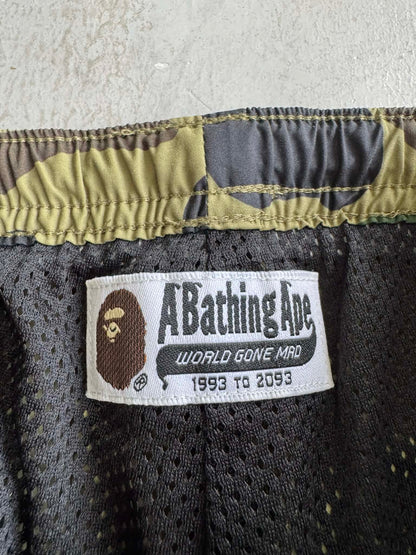 A Bathing Ape
WORLD GONE MAD
1993 TO 2093
®